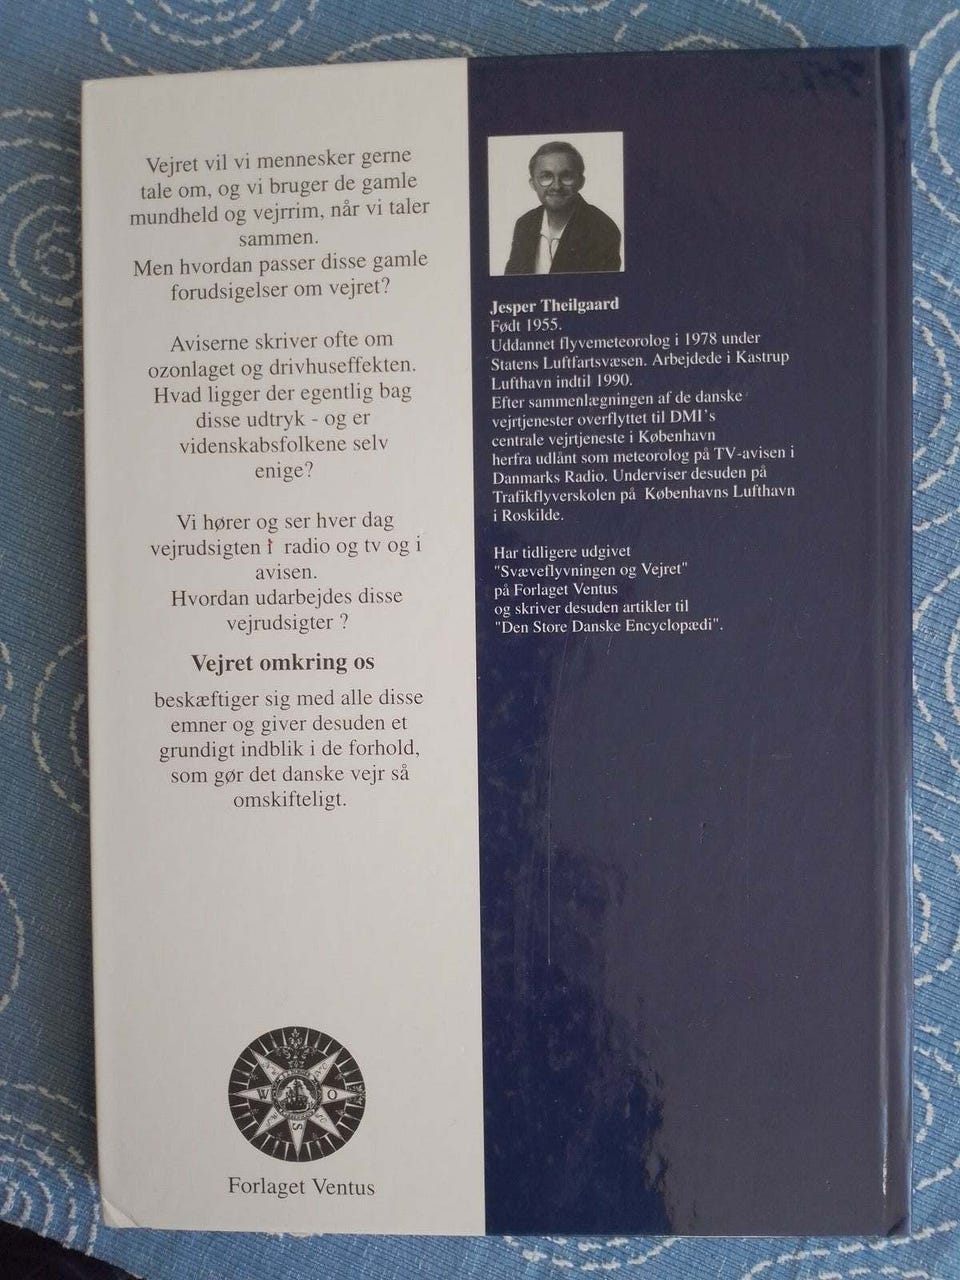 Vejret vil vi mennesker gerne
tale om, og vi bruger de gamle
mundheld og vejrrim, når vi taler
sammen.
Men hvordan passer disse gamle
forudsigelser om vejret?
Aviserne skriver ofte om
ozonlaget og drivhuseffekten.
Hvad ligger der egentlig bag
disse udtryk - og er
videnskabsfolkene selv
enige?
Vi hører og ser hver dag
vejrudsigten i radio og tv og i
avisen.
Hvordan udarbejdes disse
vejrudsigter ?
Vejret omkring os
beskæftiger sig med alle disse
emner og giver desuden et
grundigt indblik i de forhold,
som gør det danske vejr så
omskifteligt.
W O
S
Forlaget Ventus
Jesper Theilgaard
Født 1955.
Uddannet flyvemeteorolog i 1978 under
Statens Luftfartsvæsen. Arbejdede i Kastrup
Lufthavn indtil 1990.
Efter sammenlægningen af de danske
vejrtjenester overflyttet til DMI's
centrale vejrtjeneste i København
herfra udlånt som meteorolog på TV-avisen i
Danmarks Radio. Underviser desuden på
Trafikflyverskolen på Københavns Lufthavn
i Roskilde.
Har tidligere udgivet
"Svæveflyvningen og Vejret"
på Forlaget Ventus
og skriver desuden artikler til
"Den Store Danske Encyclopædi".